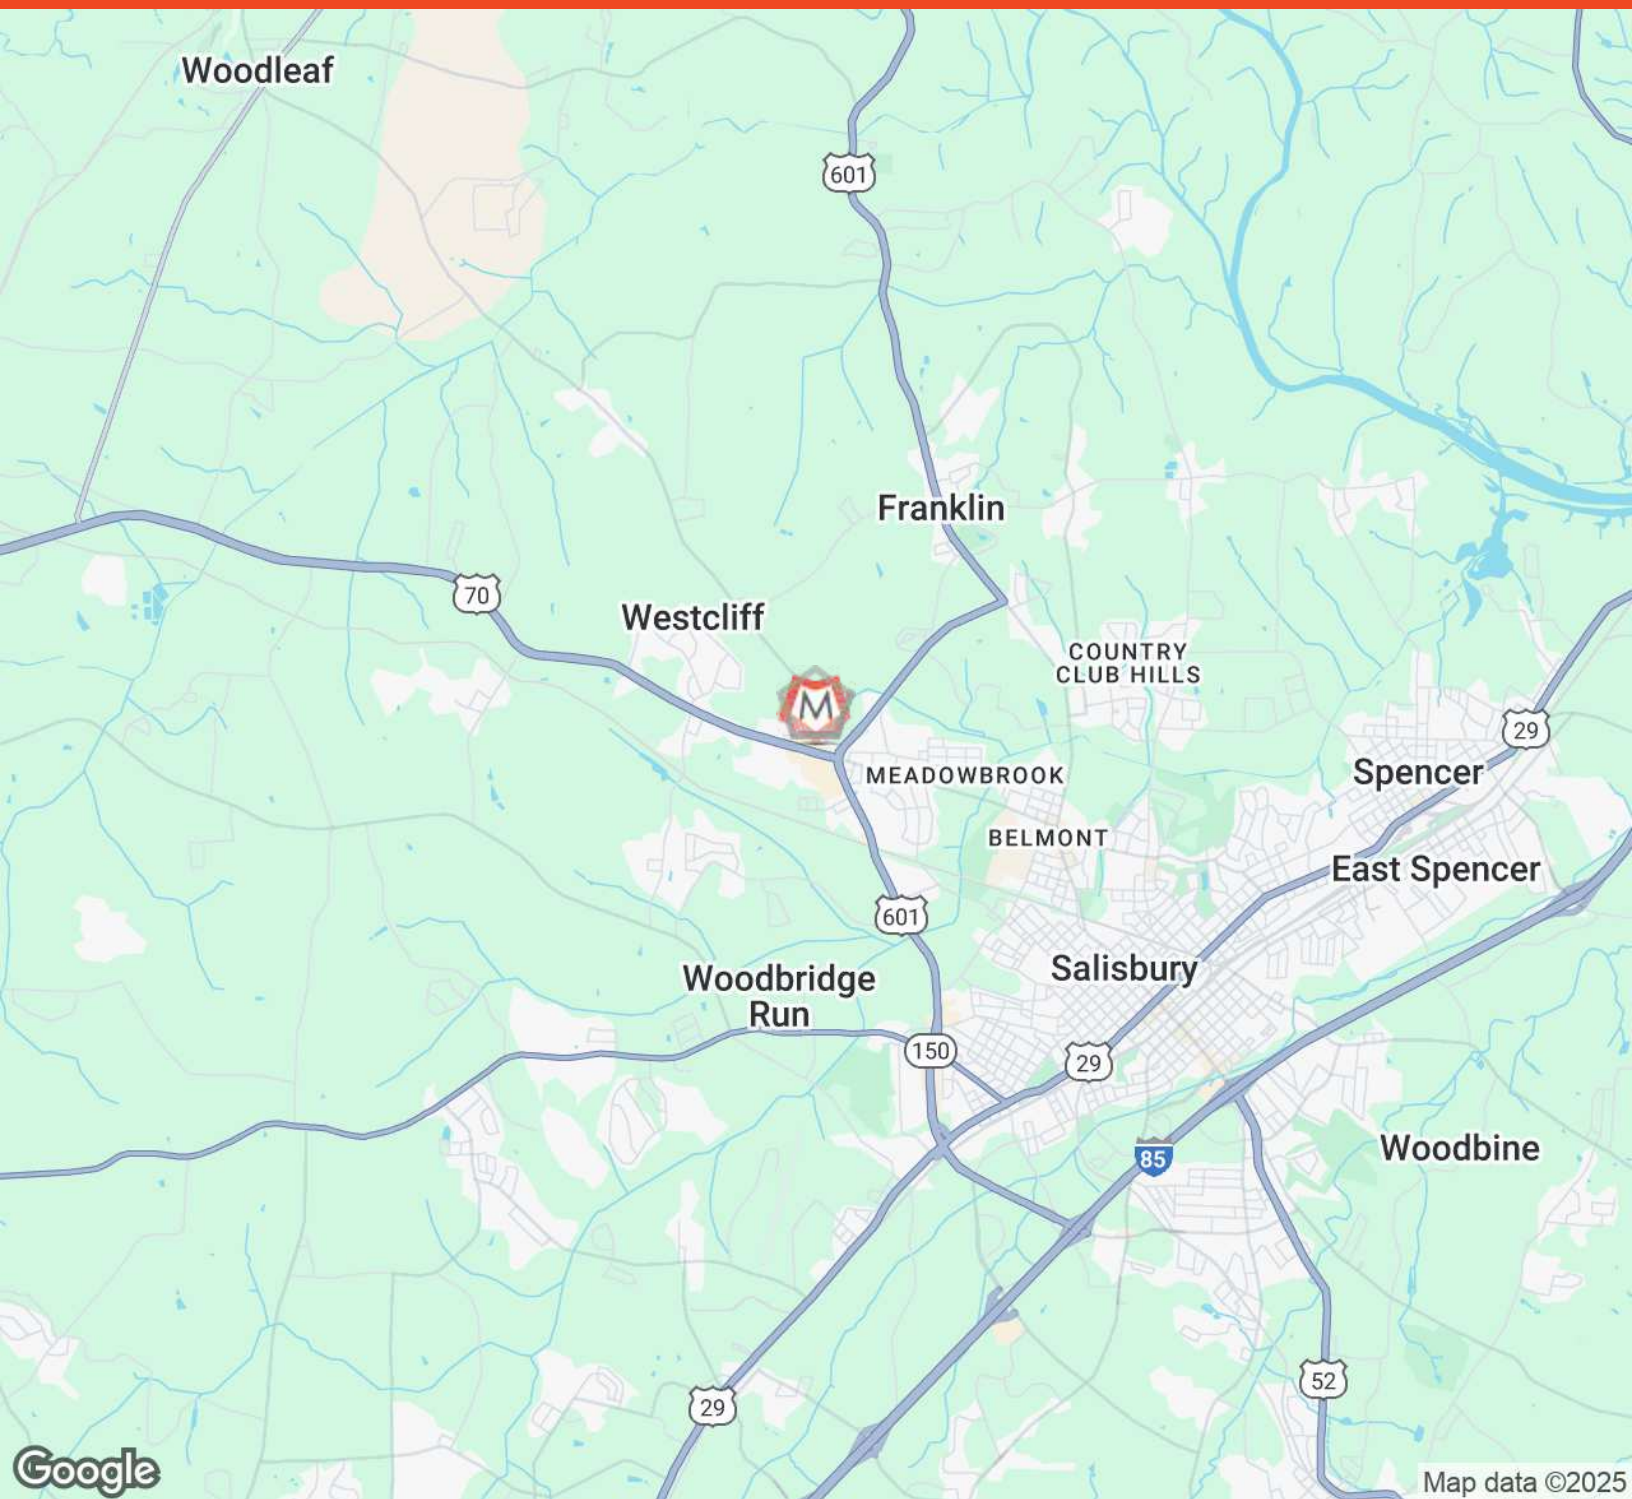 Woodleaf
601
Franklin
70
Westcliff
COUNTRY
CLUB HILLS
M
29
MEADOWBROOK
Spencer
BELMONT
East Spencer
601
Woodbridge
Run
Salisbury
150
29
85
Woodbine
52
29
Google
Map data ©2025